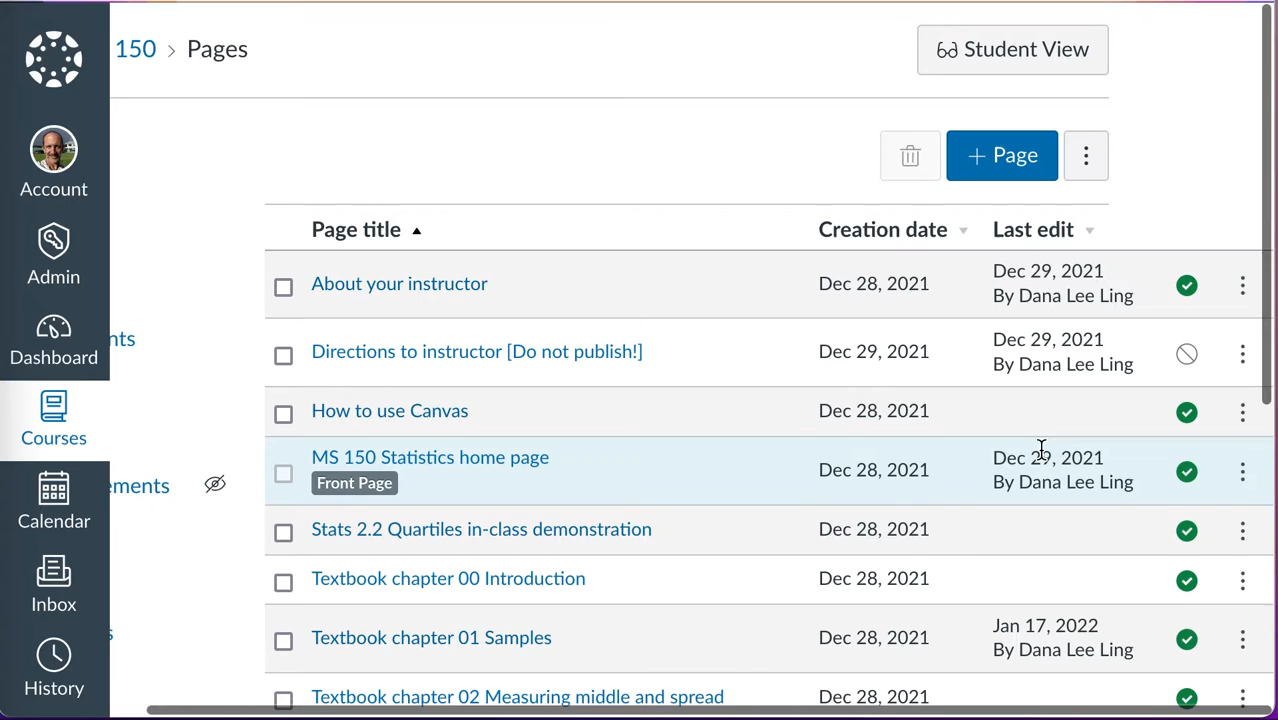 150 > Pages
Student View
Account
Admin
Dashboard
Courses
Calendar
Inbox
History
nts
ements
s
+ Page
Page title
Creation date
Last edit
About your instructor
Dec 28, 2021
Dec 29, 2021
By Dana Lee Ling
Directions to instructor [Do not publish!]
Dec 29, 2021
Dec 29, 2021
By Dana Lee Ling
How to use Canvas
Dec 28, 2021
MS 150 Statistics home page
Front Page
Dec 28, 2021
Dec 29, 2021
By Dana Lee Ling
Stats 2.2 Quartiles in-class demonstration
Dec 28, 2021
Textbook chapter 00 Introduction
Dec 28, 2021
Textbook chapter 01 Samples
Dec 28, 2021
Jan 17, 2022
By Dana Lee Ling
Textbook chapter 02 Measuring middle and spread
Dec 28, 2021